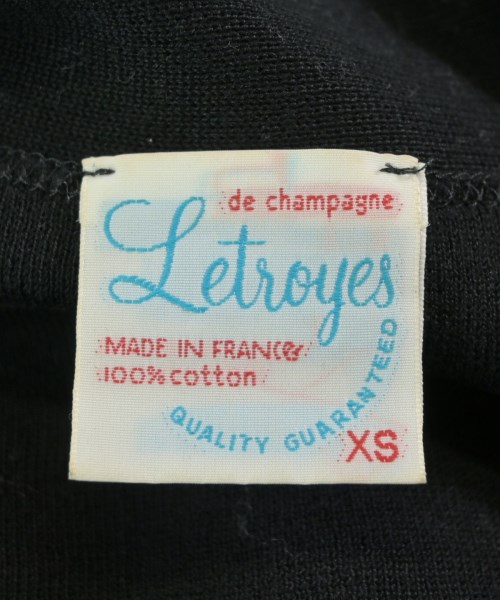 de champagne
Letroyes
MADE IN FRANCE
100% cotton
QUALITY GUARANTEED
XS